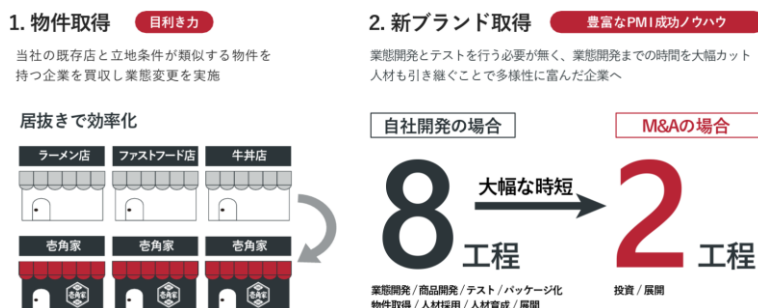 1. 物件取得
目利き力
当社の既存店と立地条件が類似する物件を
持つ企業を買収し業態変更を実施
居抜きで効率化
ラーメン店
ファストフード店
牛丼店
壱角家
壱角家
壱角家
壱角家
壱角家
壱角家
2. 新ブランド取得
豊富なPMI成功ノウハウ
業態開発とテストを行う必要が無く、業態開発までの時間を大幅カット
人材も引き継ぐことで多様性に富んだ企業へ
自社開発の場合
M&Aの場合
8工程
大幅な時短
2工程
業態開発 / 商品開発 / テスト / パッケージ化
物件取得 / 人材採用 / 人材育成 / 展開
投資 / 展開